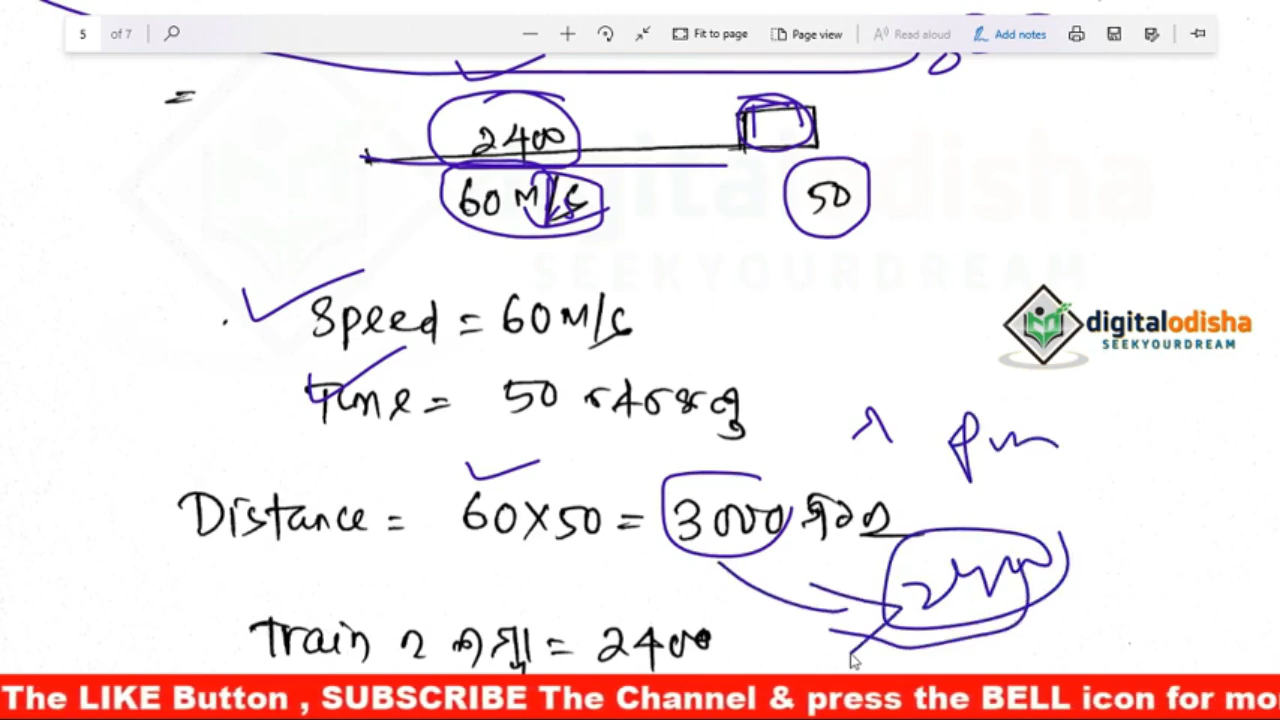 5 of 7 Fit to page Page view Read aloud Add notes
=
2400
60 M/S 50
Speed = 60 M/S
digitalodisha
SEEKYOURDREAM
Time = 50 ସେକେଣ୍ଡ
Distance = 60 X 50 = 3000 ମିଟର
2400
Train ର = 2400
The LIKE Button , SUBSCRIBE The Channel & press the BELL icon for mo